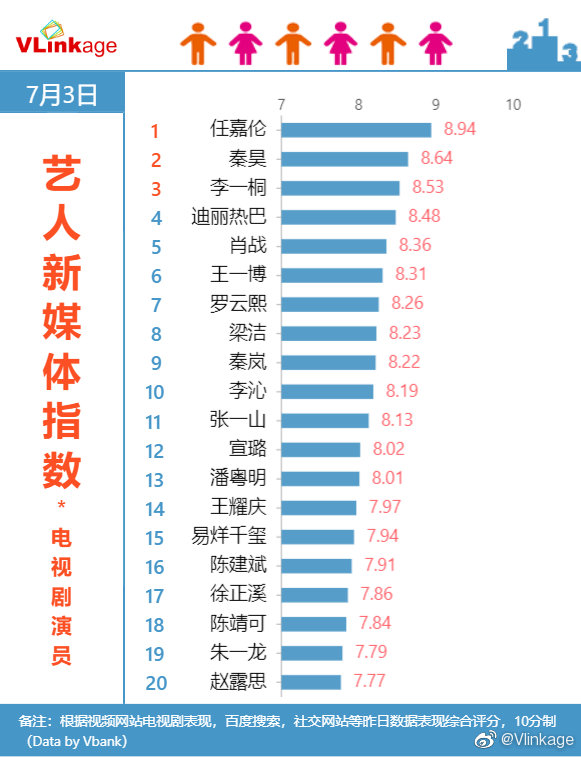 VLinkage
2 1 3
7月3日
艺人新媒体指数
*电视剧演员
7 8 9 10
1 任嘉伦 8.94
2 秦昊 8.64
3 李一桐 8.53
4 迪丽热巴 8.48
5 肖战 8.36
6 王一博 8.31
7 罗云熙 8.26
8 梁洁 8.23
9 秦岚 8.22
10 李沁 8.19
11 张一山 8.13
12 宣璐 8.02
13 潘粤明 8.01
14 王耀庆 7.97
15 易烊千玺 7.94
16 陈建斌 7.91
17 徐正溪 7.86
18 陈靖可 7.84
19 朱一龙 7.79
20 赵露思 7.77
备注：根据视频网站电视剧表现，百度搜索，社交网站等昨日数据表现综合评分，10分制
（Data by Vbank）
@Vlinkage